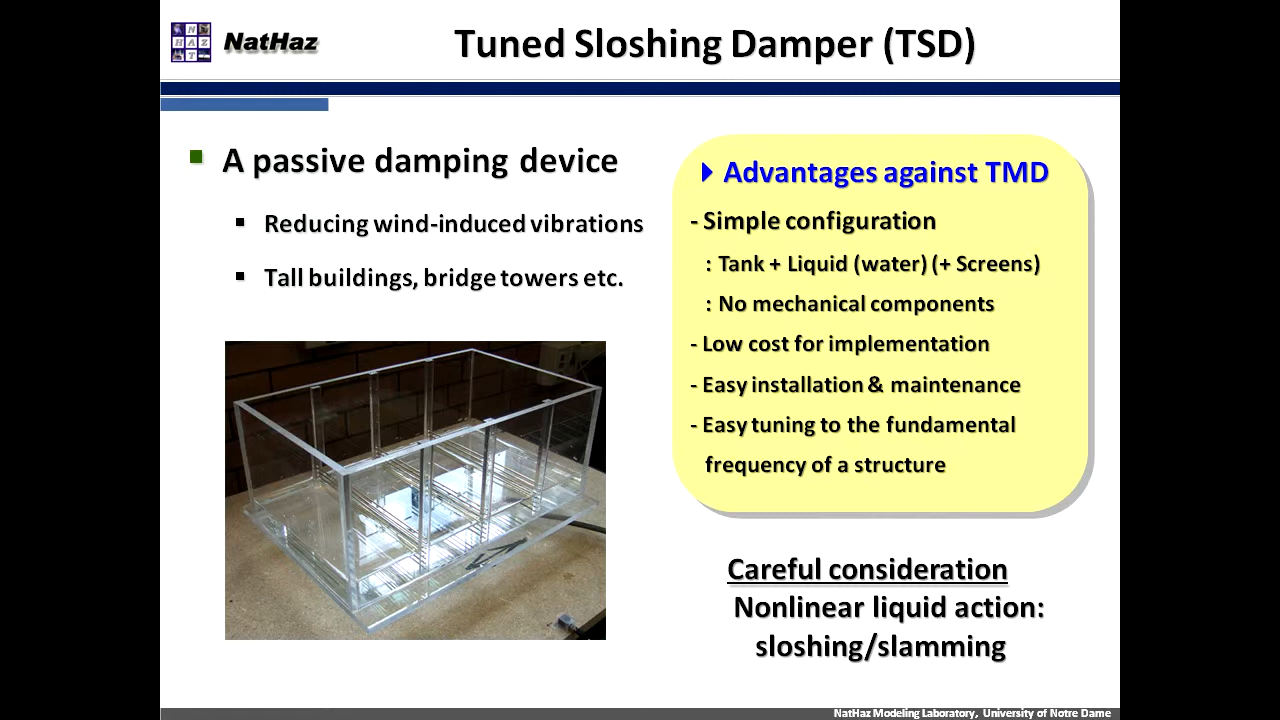 NatHaz
Tuned Sloshing Damper (TSD)
A passive damping device
Reducing wind-induced vibrations
Tall buildings, bridge towers etc.
Advantages against TMD
- Simple configuration
: Tank + Liquid (water) (+ Screens)
: No mechanical components
- Low cost for implementation
- Easy installation & maintenance
- Easy tuning to the fundamental
frequency of a structure
Careful consideration
Nonlinear liquid action:
sloshing/slamming
NatHaz Modeling Laboratory, University of Notre Dame